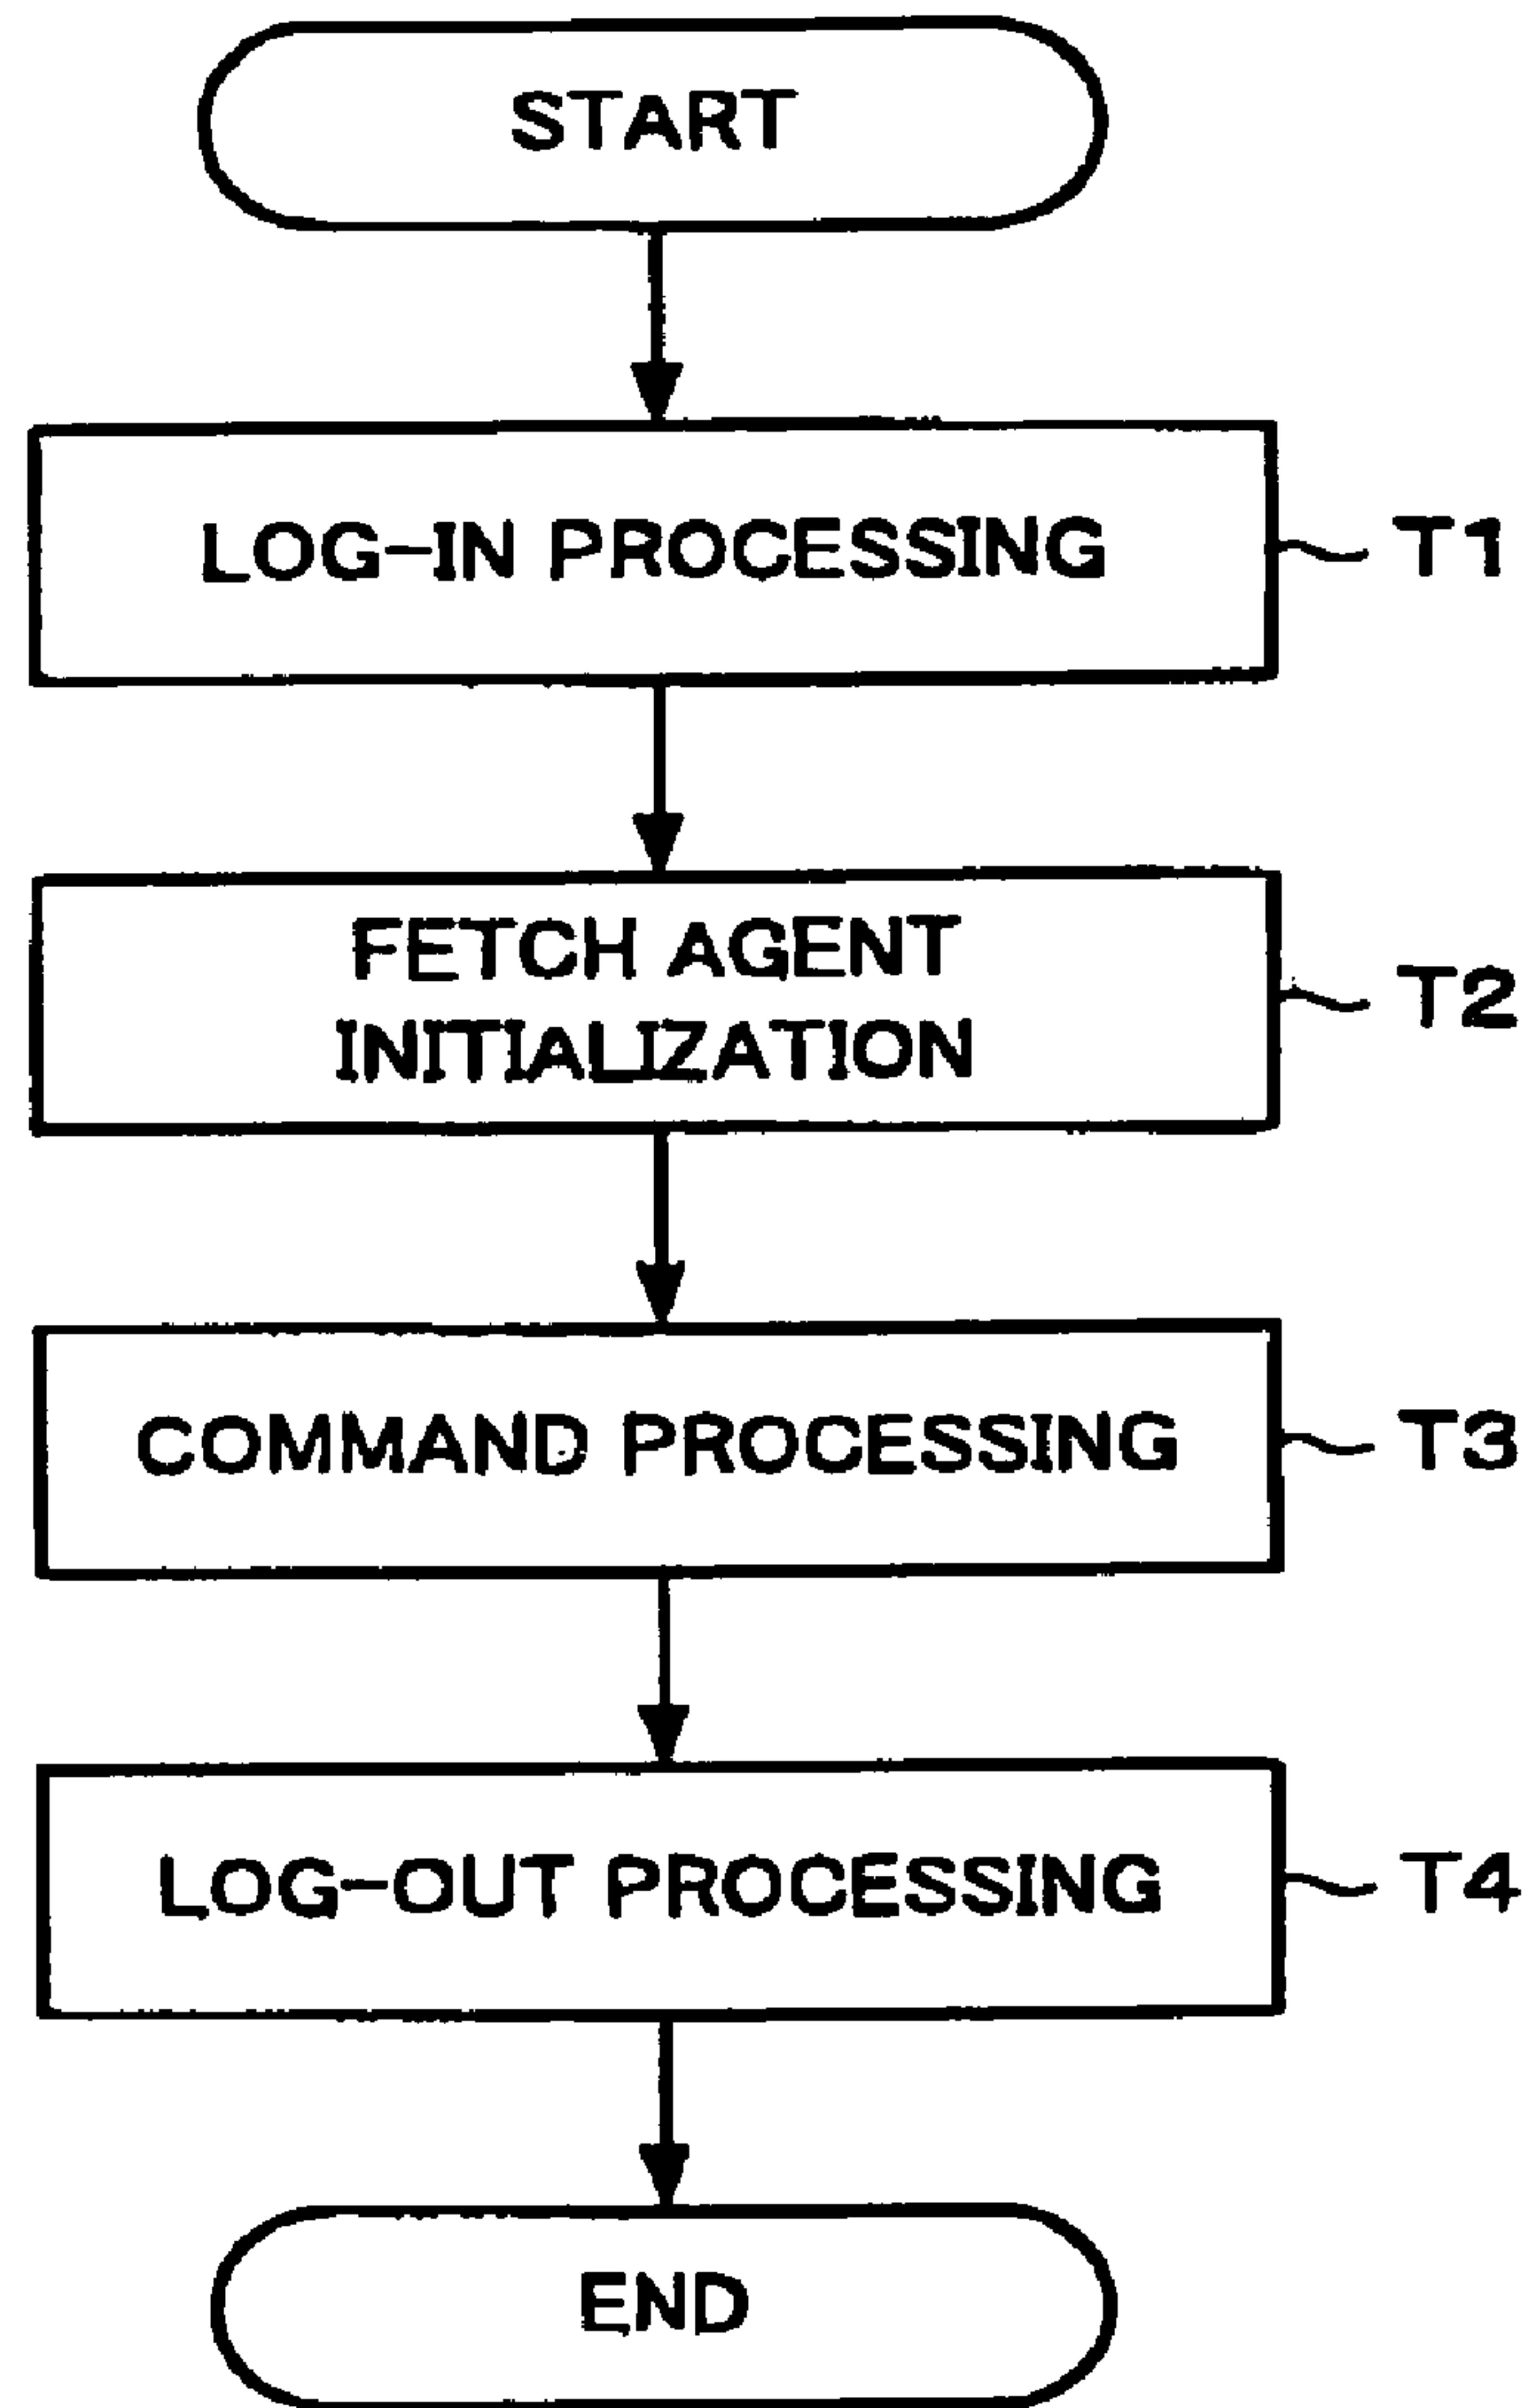 START
LOG-IN PROCESSING
T1
FETCH AGENT
INITIALIZATION
T2
COMMAND PROCESSING
T3
LOG-OUT PROCESSING
T4
END